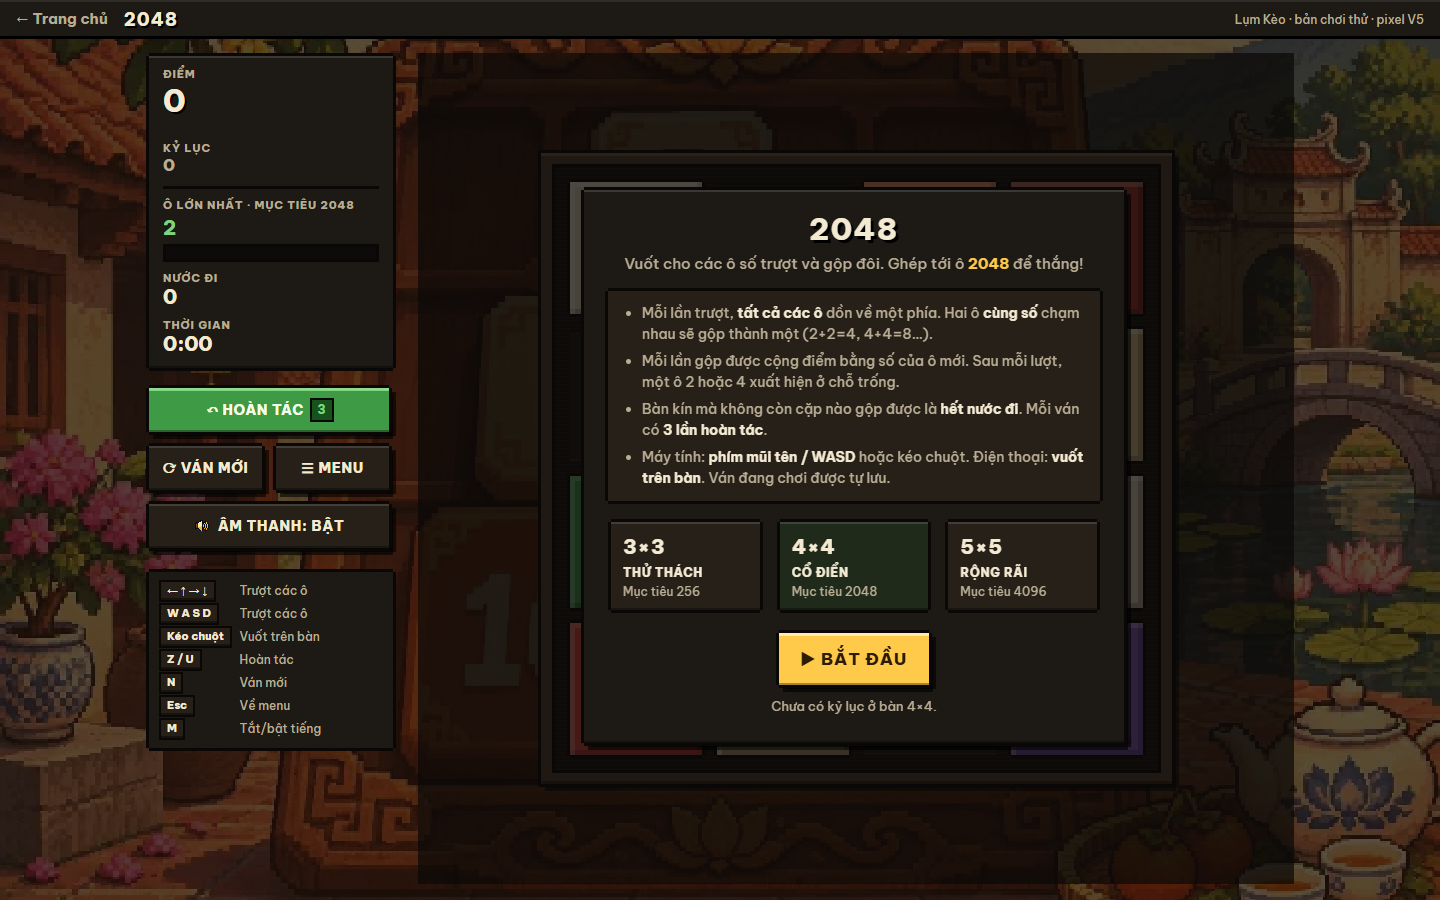 ← Trang chủ 2048
Lụm Kèo · bản chơi thử · pixel V5
ĐIỂM
0
KỶ LỤC
0
Ô LỚN NHẤT · MỤC TIÊU 2048
2
NƯỚC ĐI
0
THỜI GIAN
0:00
↶ HOÀN TÁC 3
⟳ VÁN MỚI
☰ MENU
🔊 ÂM THANH: BẬT
←↑→↓ Trượt các ô
WASD Trượt các ô
Kéo chuột Vuốt trên bàn
Z / U Hoàn tác
N Ván mới
Esc Về menu
M Tắt/bật tiếng
2048
Vuốt cho các ô số trượt và gộp đôi. Ghép tới ô 2048 để thắng!
• Mỗi lần trượt, tất cả các ô dồn về một phía. Hai ô cùng số chạm
nhau sẽ gộp thành một (2+2=4, 4+4=8…).
• Mỗi lần gộp được cộng điểm bằng số của ô mới. Sau mỗi lượt,
một ô 2 hoặc 4 xuất hiện ở chỗ trống.
• Bàn kín mà không còn cặp nào gộp được là hết nước đi. Mỗi ván
có 3 lần hoàn tác.
• Máy tính: phím mũi tên / WASD hoặc kéo chuột. Điện thoại: vuốt
trên bàn. Ván đang chơi được tự lưu.
3×3
THỬ THÁCH
Mục tiêu 256
4×4
CỔ ĐIỂN
Mục tiêu 2048
5×5
RỘNG RÃI
Mục tiêu 4096
▶ BẮT ĐẦU
Chưa có kỷ lục ở bàn 4×4.